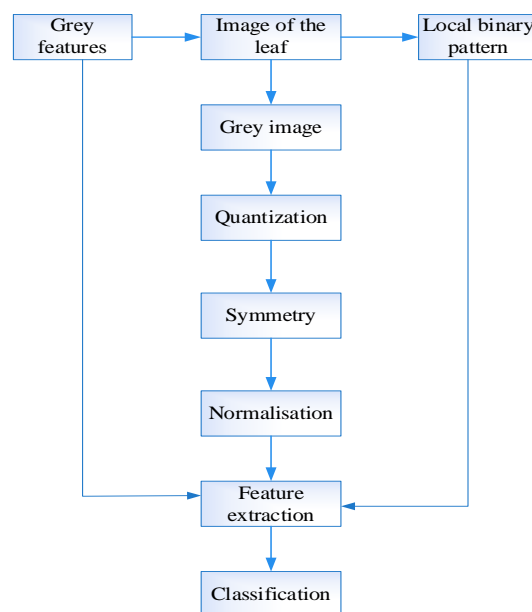 Grey
features
Image of the
leaf
Local binary
pattern
Grey image
Quantization
Symmetry
Normalisation
Feature
extraction
Classification